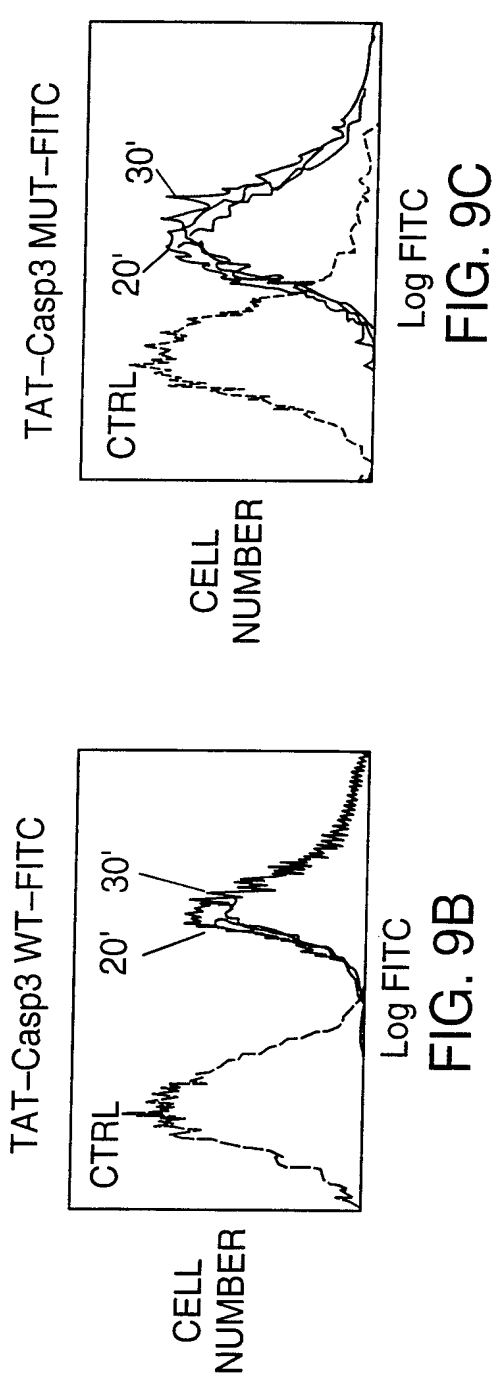 TAT–Casp3 WT–FITC
CTRL
20'
30'
CELL
NUMBER
Log FITC
FIG. 9B
TAT–Casp3 MUT–FITC
CTRL
20'
30'
CELL
NUMBER
Log FITC
FIG. 9C